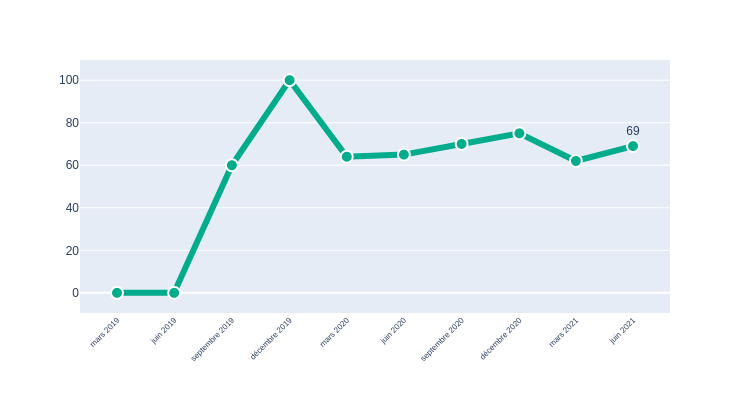 100
80
60
40
20
0
69
mars 2019
juin 2019
septembre 2019
décembre 2019
mars 2020
juin 2020
septembre 2020
décembre 2020
mars 2021
juin 2021